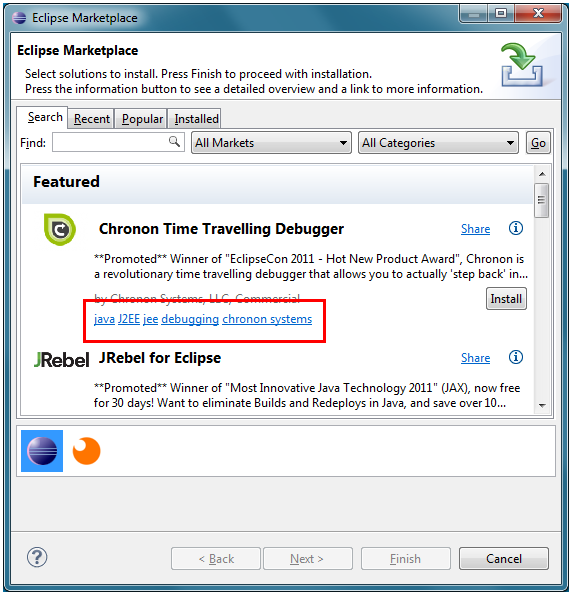 Eclipse Marketplace
Eclipse Marketplace
Select solutions to install. Press Finish to proceed with installation.
Press the information button to see a detailed overview and a link to more information.
Search Recent Popular Installed
Find: All Markets All Categories Go
Featured
Chronon Time Travelling Debugger Share
**Promoted** Winner of "EclipseCon 2011 - Hot New Product Award", Chronon is
a revolutionary time travelling debugger that allows you to actually 'step back' in...
by Chronon Systems, LLC, Commercial Install
java J2EE jee debugging chronon systems
JRebel JRebel for Eclipse Share
**Promoted** Winner of "Most Innovative Java Technology 2011" (JAX), now free
for 30 days! Want to eliminate Builds and Redeploys in Java, and save over 10...
< Back Next > Finish Cancel